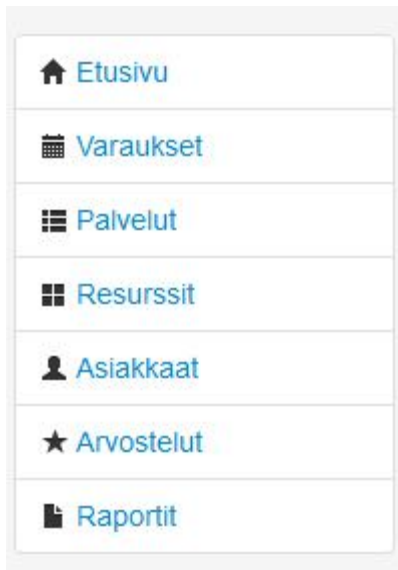 Etusivu
Varaukset
Palvelut
Resurssit
Asiakkaat
Arvostelut
Raportit